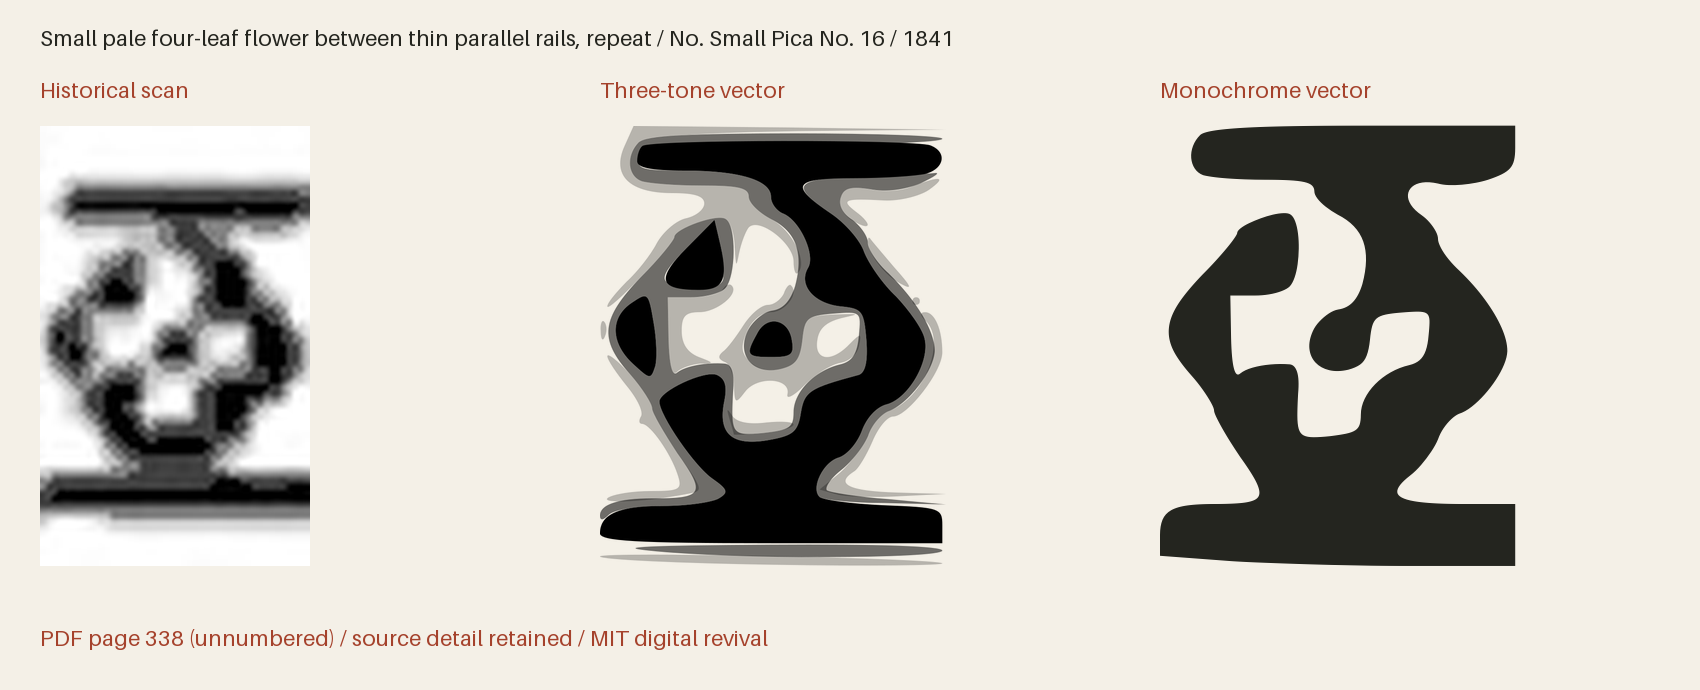 Small pale four-leaf flower between thin parallel rails, repeat / No. Small Pica No. 16 / 1841
Historical scan
Three-tone vector
Monochrome vector
PDF page 338 (unnumbered) / source detail retained / MIT digital revival